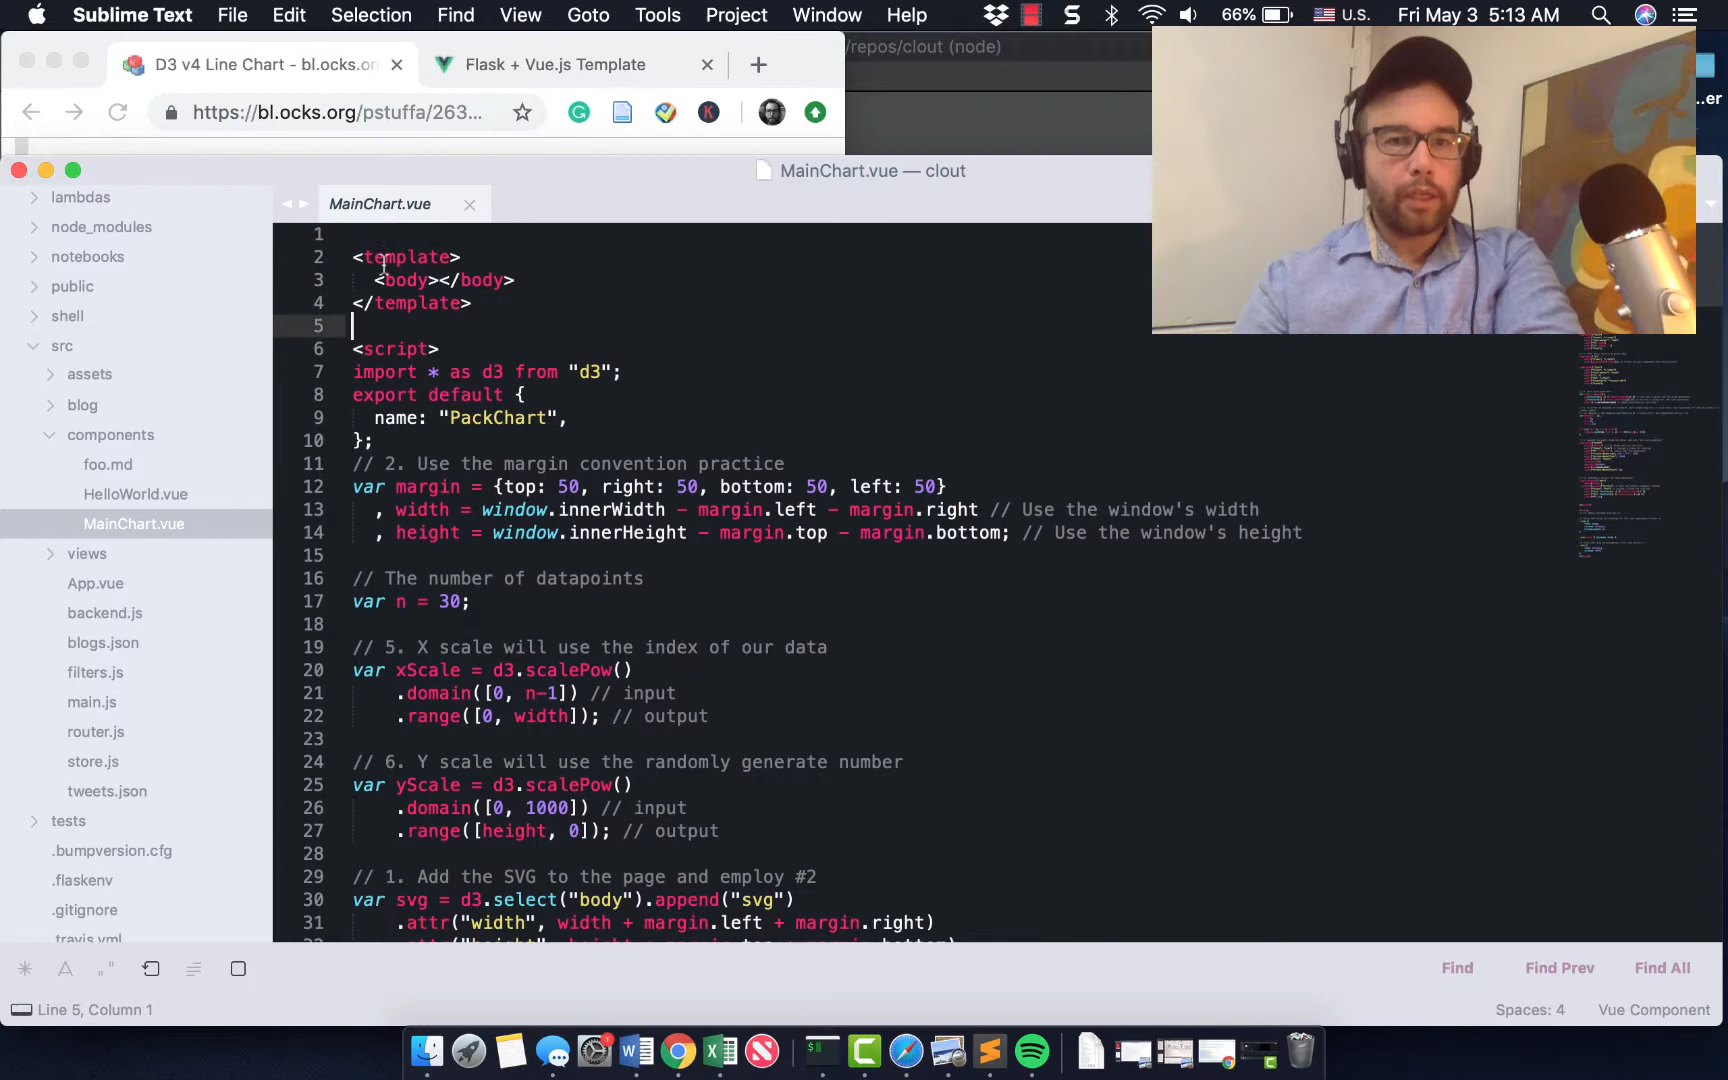 Sublime Text File Edit Selection Find View Goto Tools Project Window Help 66% U.S. Fri May 3 5:13 AM
D3 v4 Line Chart - bl.ocks.or Flask + Vue.js Template
/repos/clout (node)
https://bl.ocks.org/pstuffa/263...
...er
MainChart.vue — clout
lambdas
node_modules
notebooks
public
shell
src
assets
blog
components
foo.md
HelloWorld.vue
MainChart.vue
views
App.vue
backend.js
blogs.json
filters.js
main.js
router.js
store.js
tweets.json
tests
.bumpversion.cfg
.flaskenv
.gitignore
.travis.yml
MainChart.vue
1
2 <template>
3 <body></body>
4 </template>
5
6 <script>
7 import * as d3 from "d3";
8 export default {
9 name: "PackChart",
10 };
11 // 2. Use the margin convention practice
12 var margin = {top: 50, right: 50, bottom: 50, left: 50}
13 , width = window.innerWidth - margin.left - margin.right // Use the window's width
14 , height = window.innerHeight - margin.top - margin.bottom; // Use the window's height
15
16 // The number of datapoints
17 var n = 30;
18
19 // 5. X scale will use the index of our data
20 var xScale = d3.scalePow()
21 .domain([0, n-1]) // input
22 .range([0, width]); // output
23
24 // 6. Y scale will use the randomly generate number
25 var yScale = d3.scalePow()
26 .domain([0, 1000]) // input
27 .range([height, 0]); // output
28
29 // 1. Add the SVG to the page and employ #2
30 var svg = d3.select("body").append("svg")
31 .attr("width", width + margin.left + margin.right)
Find Find Prev Find All
Line 5, Column 1 Spaces: 4 Vue Component